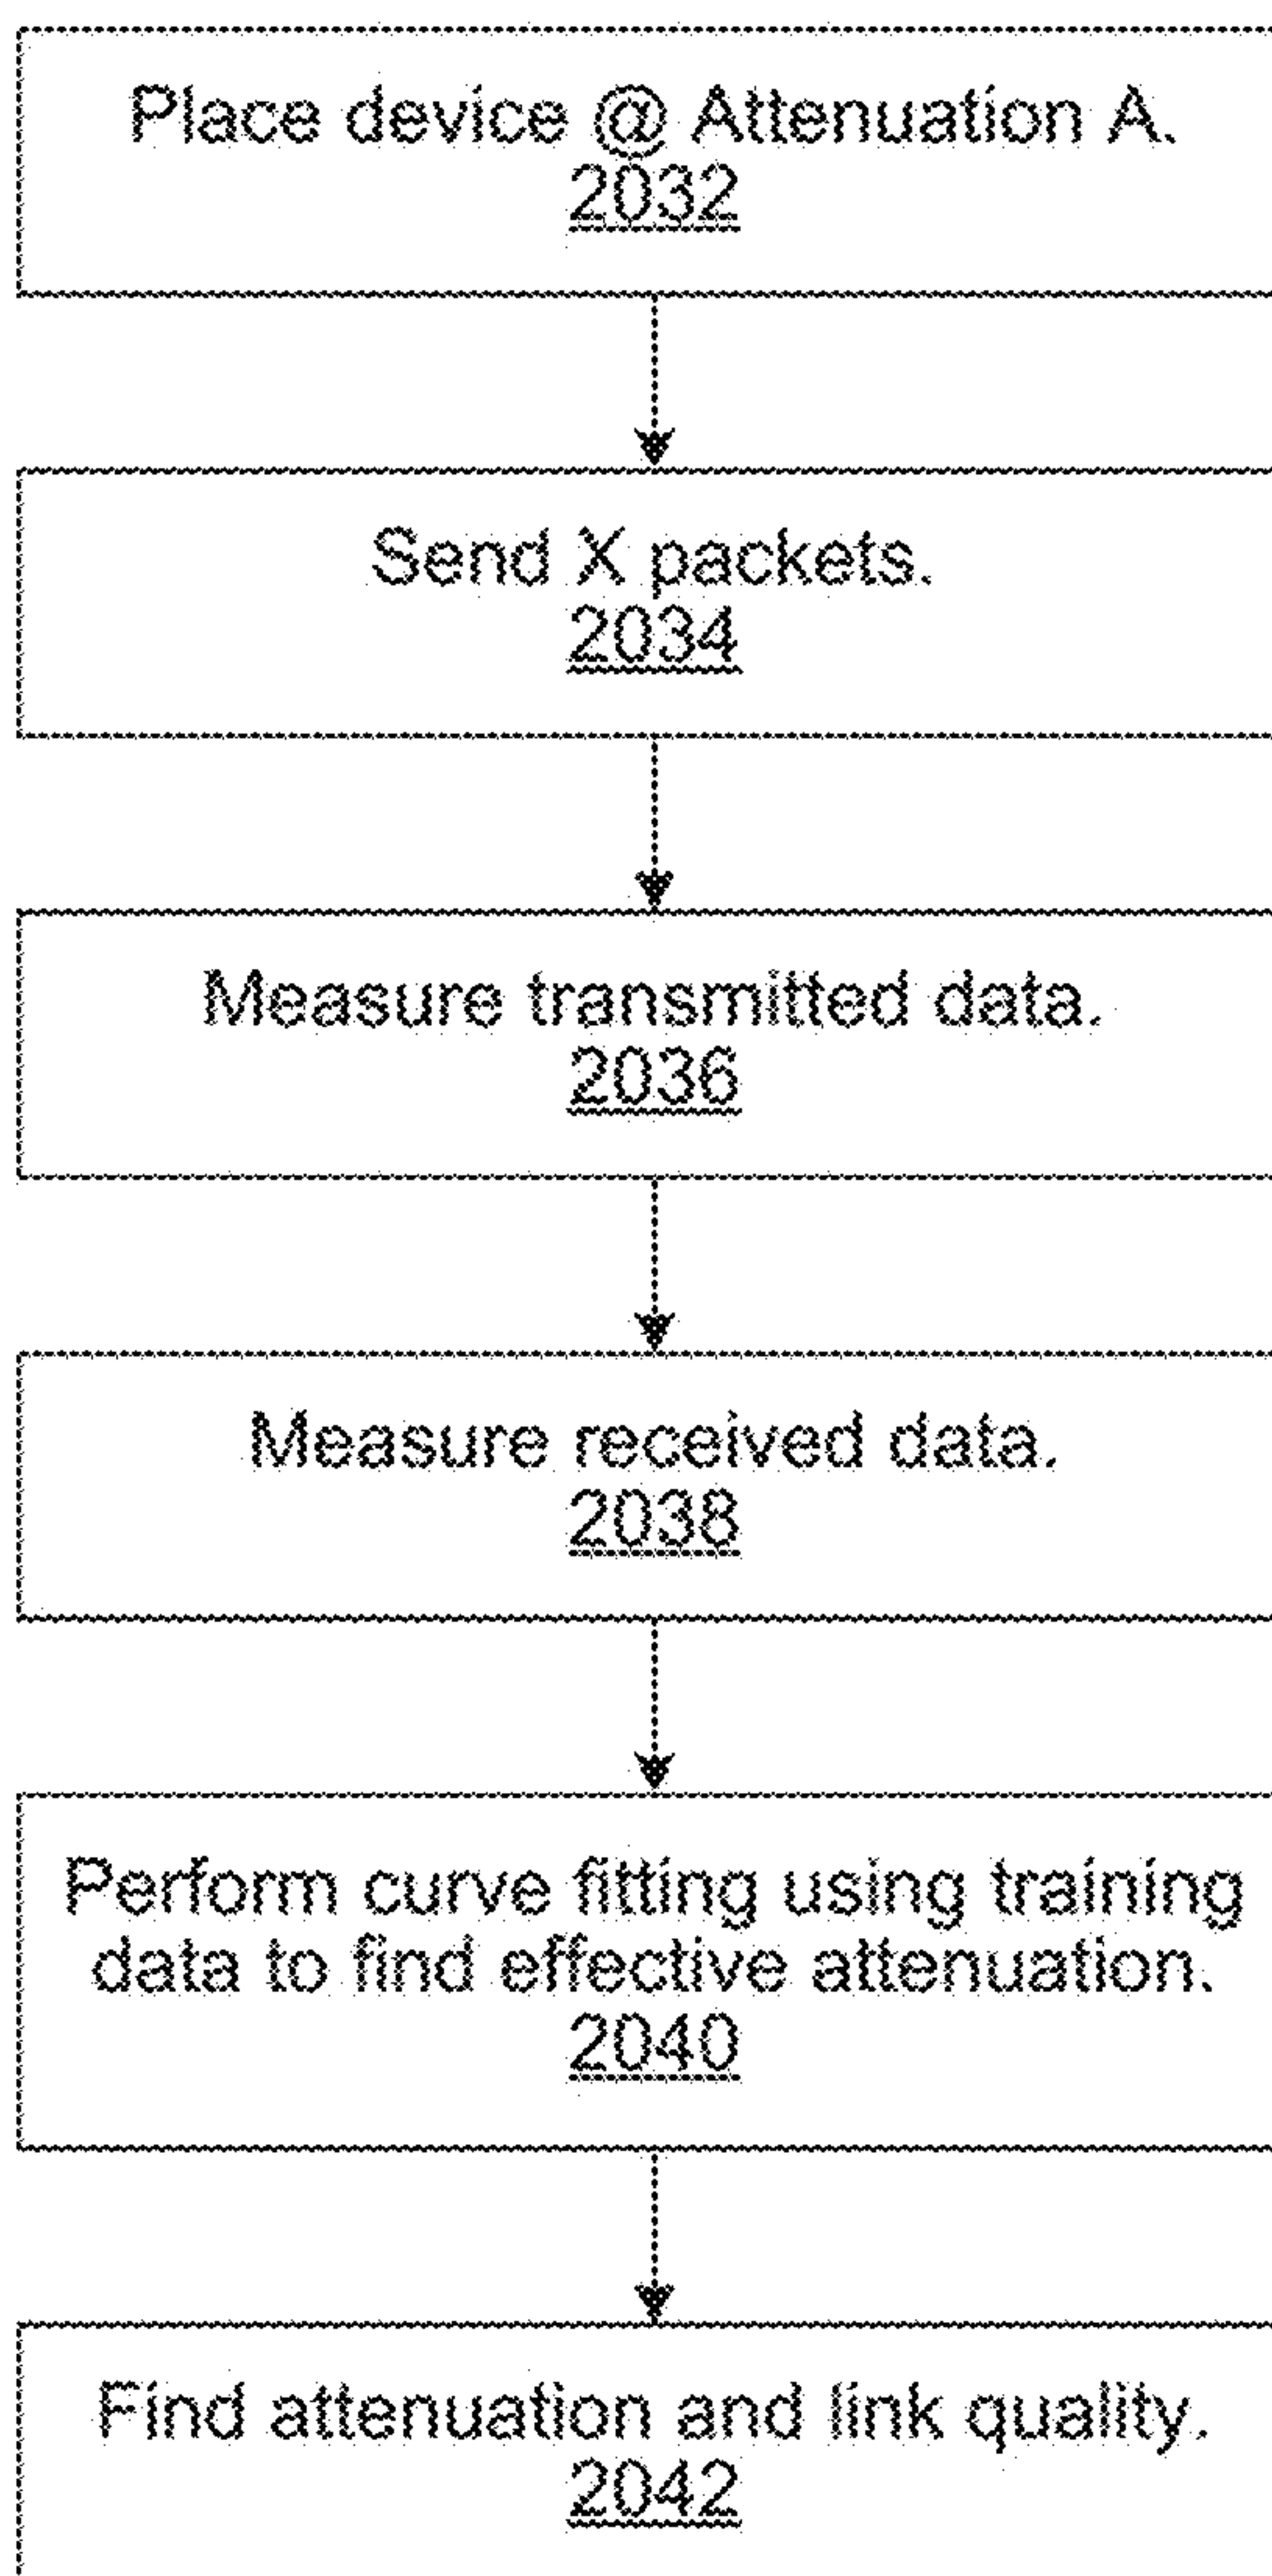 Place device @ Attenuation A.
2032
Send X packets.
2034
Measure transmitted data.
2036
Measure received data.
2038
Perform curve fitting using training
data to find effective attenuation.
2040
Find attenuation and link quality.
2042